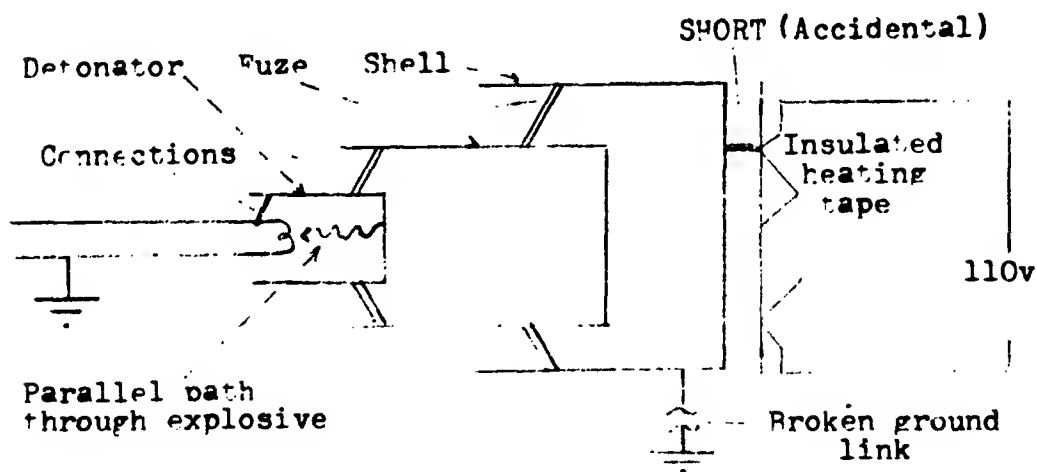 SHORT (Accidental)
Detonator Fuze Shell
Connections
Insulated
heating
tape
110v
Parallel path
through explosive
Broken ground
link